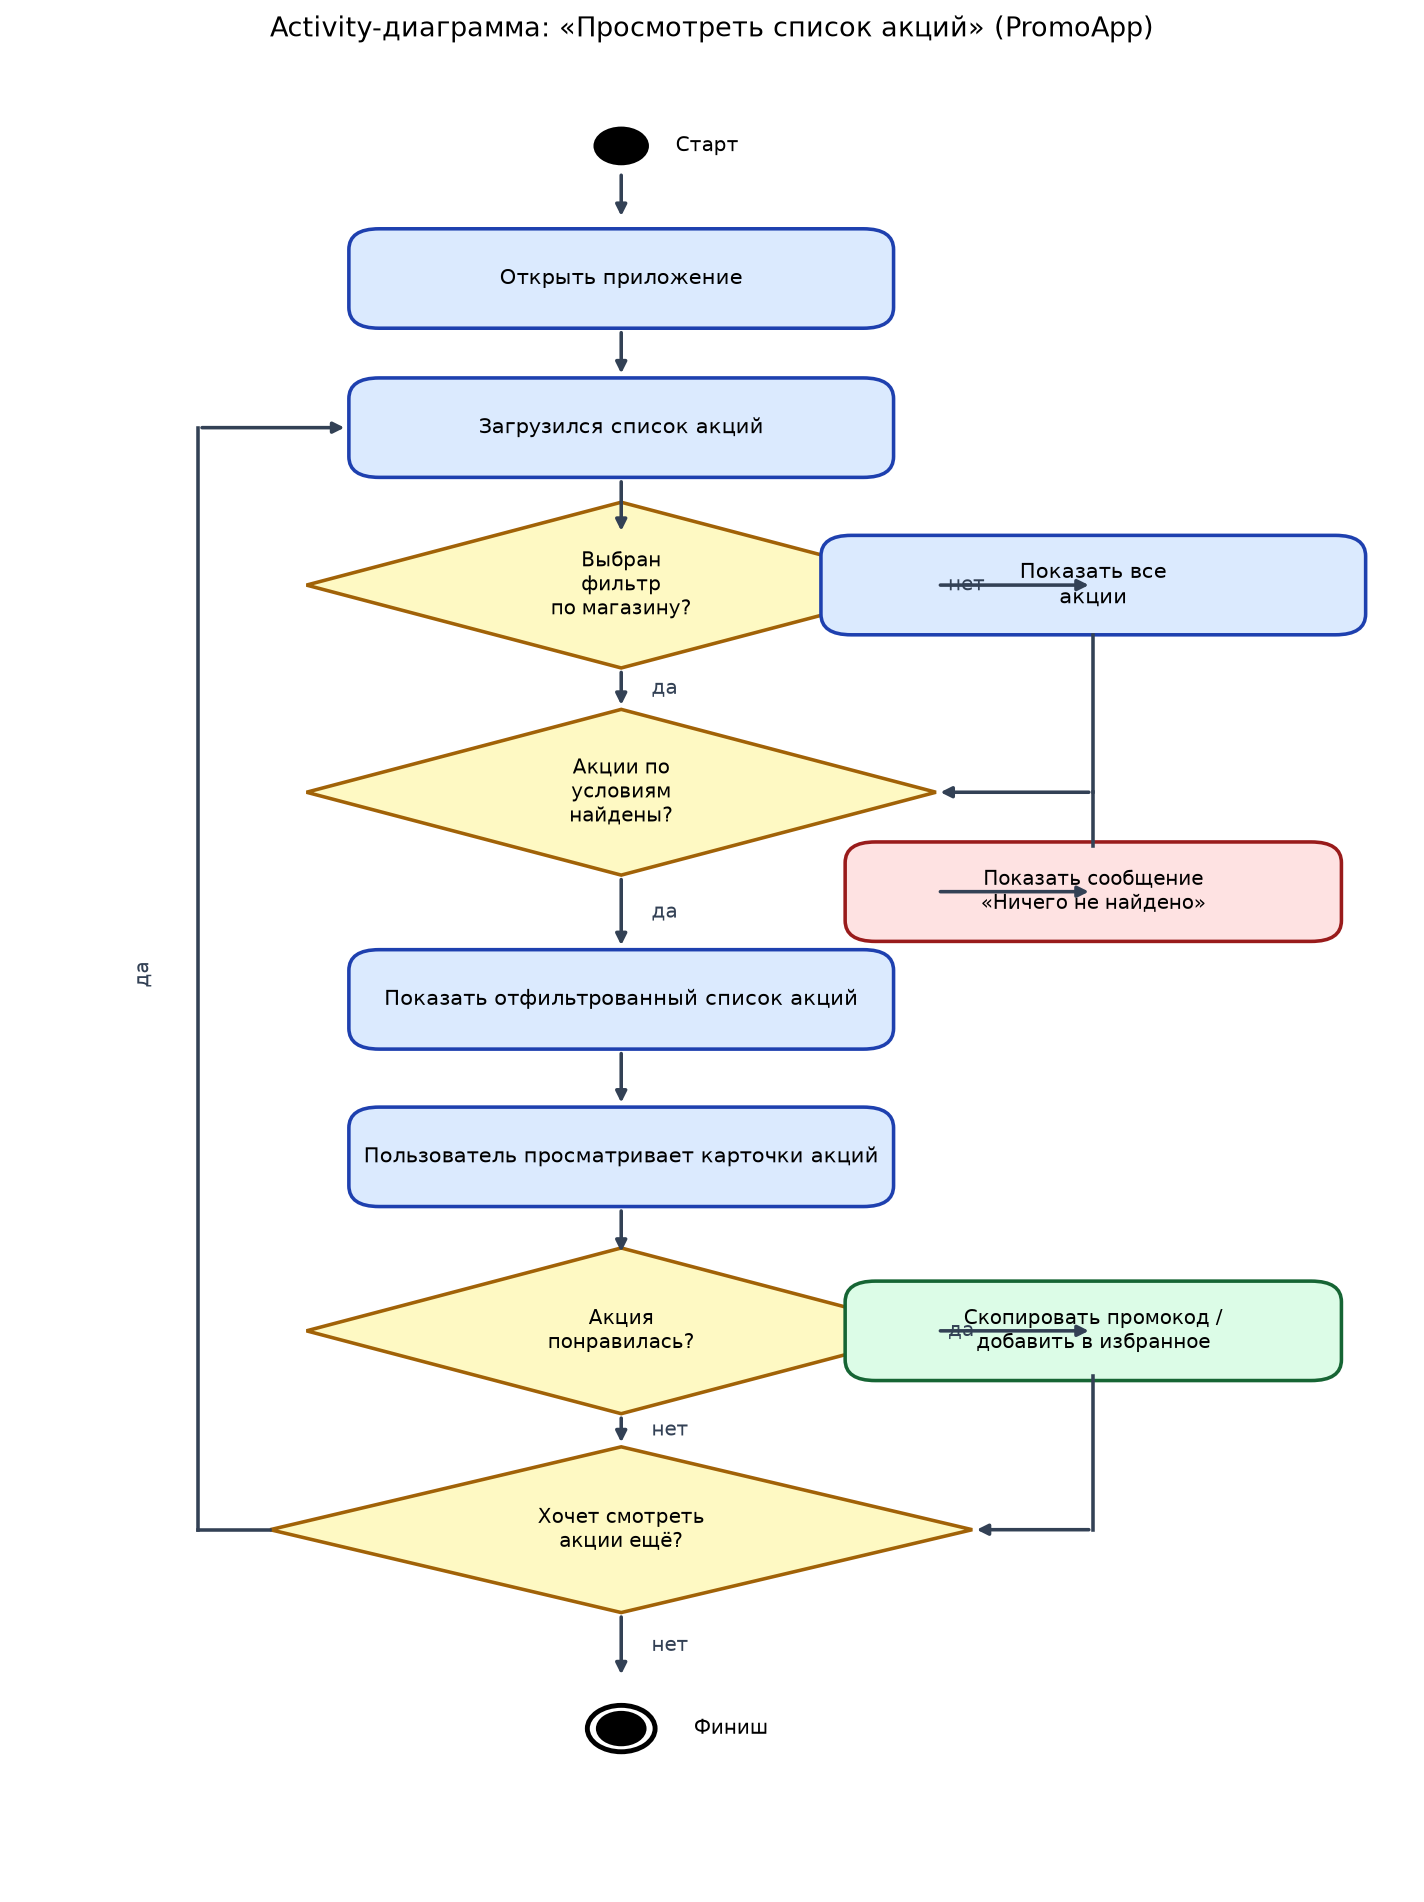 Activity-диаграмма: «Просмотреть список акций» (PromoApp)
Старт
Открыть приложение
Загрузился список акций
Выбран
фильтр
по магазину?
нет
Показать все
акции
да
Акции по
условиям
найдены?
Показать сообщение
«Ничего не найдено»
да
да
Показать отфильтрованный список акций
Пользователь просматривает карточки акций
Акция
понравилась?
да
Скопировать промокод /
добавить в избранное
нет
Хочет смотреть
акции ещё?
нет
Финиш